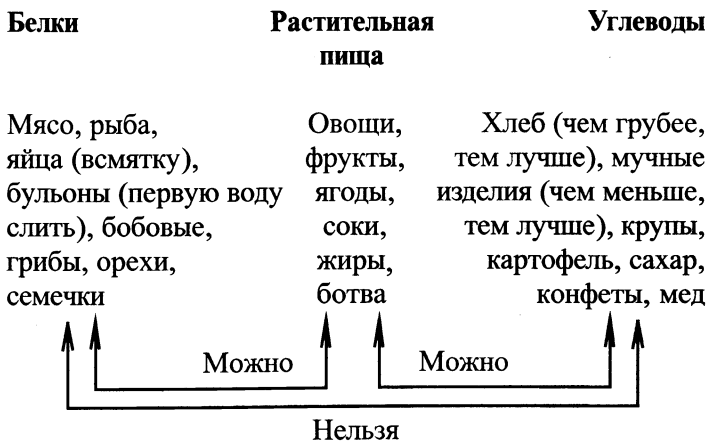 Белки
Растительная
пища
Углеводы
Мясо, рыба,
яйца (всмятку),
бульоны (первую воду
слить), бобовые,
грибы, орехи,
семечки
Овощи,
фрукты,
ягоды,
соки,
жиры,
ботва
Хлеб (чем грубее,
тем лучше), мучные
изделия (чем меньше,
тем лучше), крупы,
картофель, сахар,
конфеты, мед
Можно
Можно
Нельзя